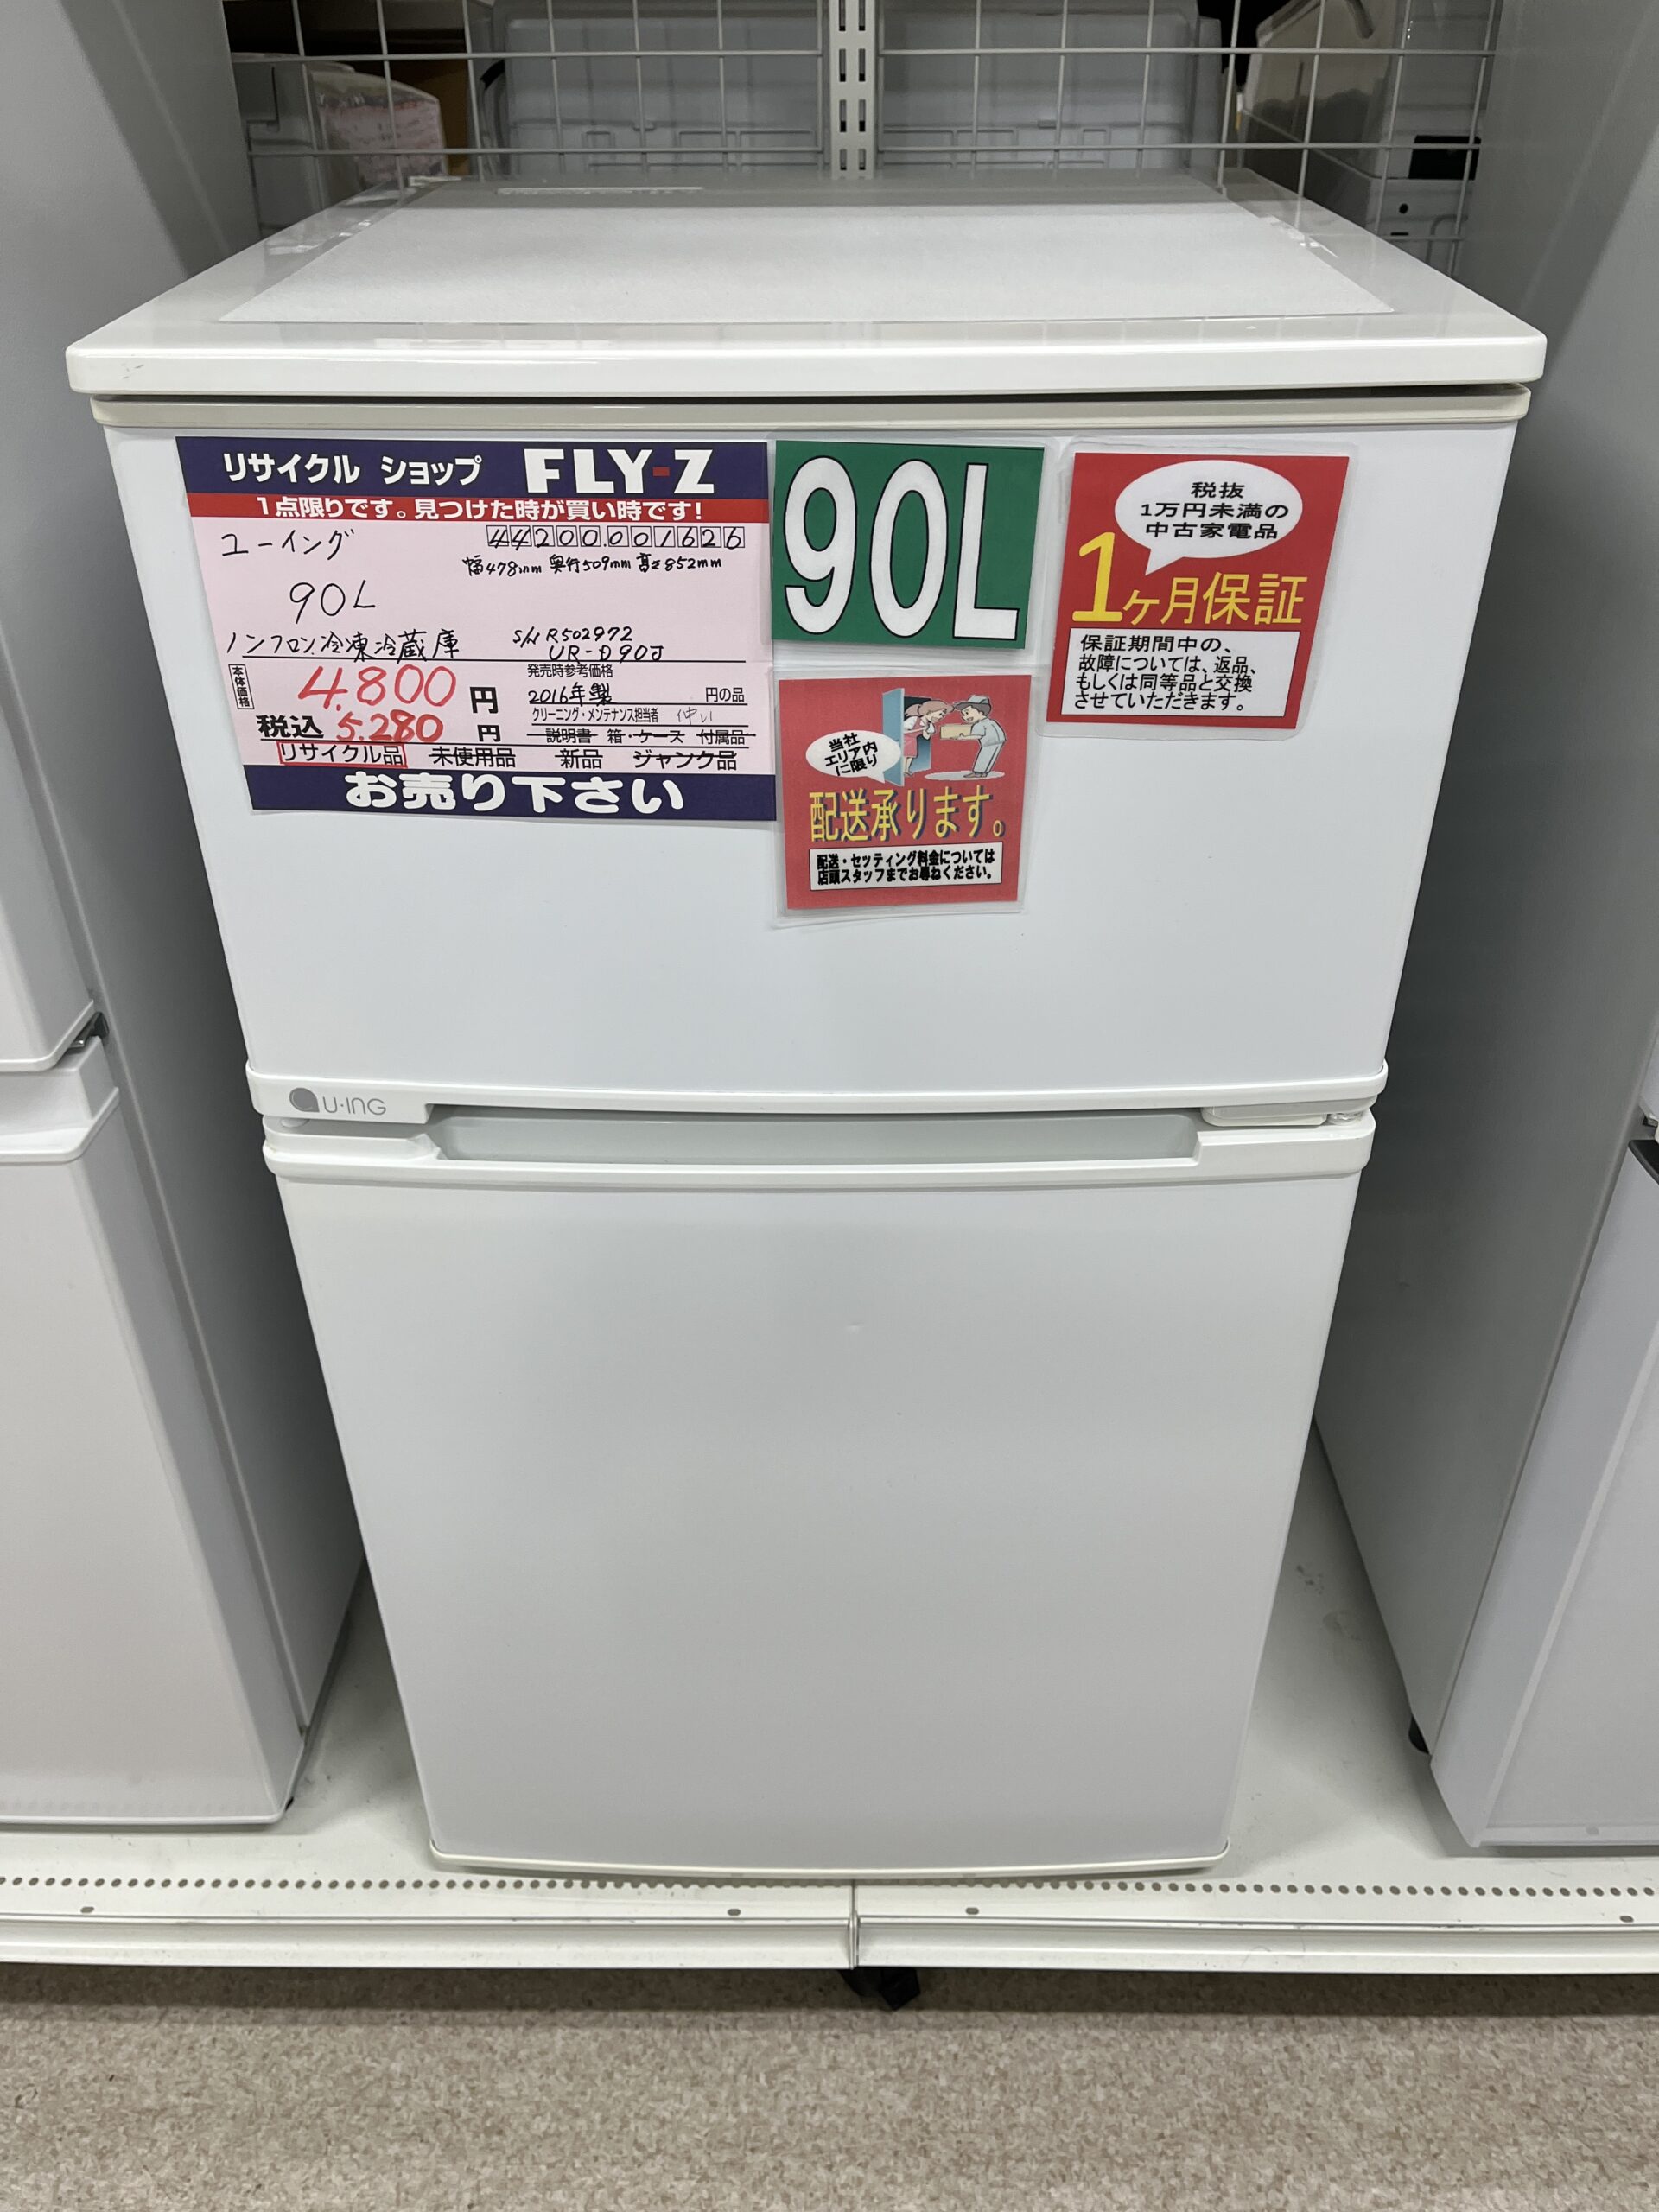 リサイクル ショップ FLY-Z
1点限りです。見つけた時が買い時です!
ユーイング
44200.001626
幅478mm 奥行509mm 高さ852mm
90L
ノンフロン冷凍冷蔵庫
S/N R502972
UR-D90J
本体価格 4.800円
発売時参考価格
2016年製 円の品
税込 5.280円
クリーニング・メンテナンス担当者
説明書 箱・ケース 付属品
リサイクル品 未使用品 新品 ジャンク品
お売り下さい
90L
税抜
1万円未満の
中古家電品
1ヶ月保証
保証期間中の、
故障については、返品、
もしくは同等品と交換
させていただきます。
当社
エリア内
に限り
配送承ります。
配送・セッティング料金については
店頭スタッフまでお尋ねください。
U-ING